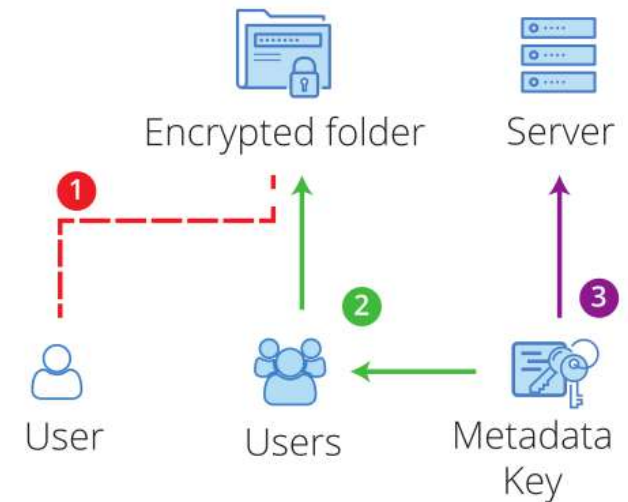 Encrypted folder
Server
1
2
3
User
Users
Metadata
Key